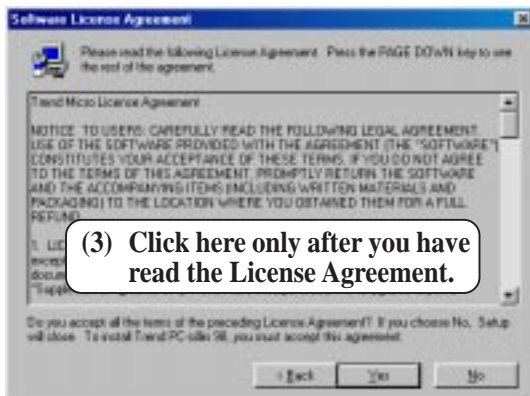 Software License Agreement
Please read the following License Agreement. Press the PAGE DOWN key to see
the rest of the agreement.
Trend Micro License Agreement
NOTICE TO USERS: CAREFULLY READ THE FOLLOWING LEGAL AGREEMENT.
USE OF THE SOFTWARE PROVIDED WITH THE AGREEMENT (THE "SOFTWARE")
CONSTITUTES YOUR ACCEPTANCE OF THESE TERMS. IF YOU DO NOT AGREE
TO THE TERMS OF THIS AGREEMENT, PROMPTLY RETURN THE SOFTWARE
AND THE ACCOMPANYING ITEMS (INCLUDING WRITTEN MATERIALS AND
PACKAGING) TO THE LOCATION WHERE YOU OBTAINED THEM FOR A FULL
REFUND.
1. LIC
(3) Click here only after you have
read the License Agreement.
Do you accept all the terms of the preceding License Agreement? If you choose No, Setup
will close. To install Trend PC-cillin 98, you must accept this agreement.
< Back
Yes
No